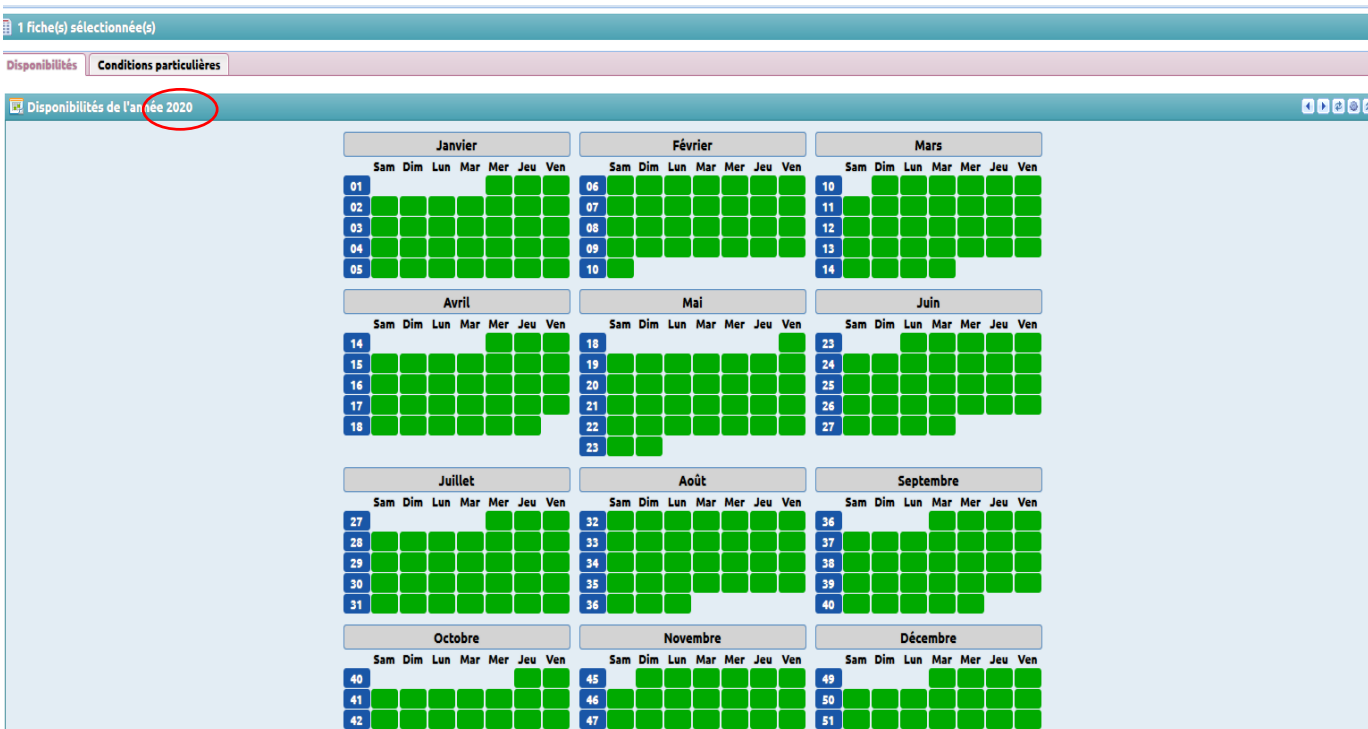 1 fiche(s) sélectionnée(s)
Disponibilités Conditions particulières
Disponibilités de l'année 2020
Janvier Février Mars
Sam Dim Lun Mar Mer Jeu Ven Sam Dim Lun Mar Mer Jeu Ven Sam Dim Lun Mar Mer Jeu Ven
01 06 10
02 07 11
03 08 12
04 09 13
05 10 14
Avril Mai Juin
Sam Dim Lun Mar Mer Jeu Ven Sam Dim Lun Mar Mer Jeu Ven Sam Dim Lun Mar Mer Jeu Ven
14 18 23
15 19 24
16 20 25
17 21 26
18 22 27
23
Juillet Août Septembre
Sam Dim Lun Mar Mer Jeu Ven Sam Dim Lun Mar Mer Jeu Ven Sam Dim Lun Mar Mer Jeu Ven
27 32 36
28 33 37
29 34 38
30 35 39
31 36 40
Octobre Novembre Décembre
Sam Dim Lun Mar Mer Jeu Ven Sam Dim Lun Mar Mer Jeu Ven Sam Dim Lun Mar Mer Jeu Ven
40 45 49
41 46 50
42 47 51